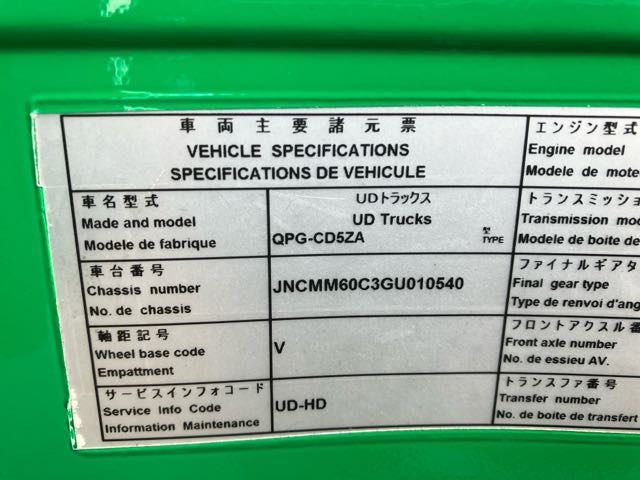 車両主要諸元票
VEHICLE SPECIFICATIONS
SPECIFICATIONS DE VEHICULE
車名型式
Made and model
Modele de fabrique
UDトラックス
UD Trucks
QPG-CD5ZA
型
TYPE
車台番号
Chassis number
No. de chassis
JNCMM60C3GU010540
軸距記号
Wheel base code
Empattment
V
サービスインフォコード
Service Info Code
Information Maintenance
UD-HD
エンジン型式
Engine model
Modele de mote
トランスミッショ
Transmission mod
Modele de boite de
ファイナルギアタ
Final gear type
Type de renvoi d'ang
フロントアクスル番
Front axle number
No. de essieu AV.
トランスファ番号
Transfer number
No. de boite de transfert